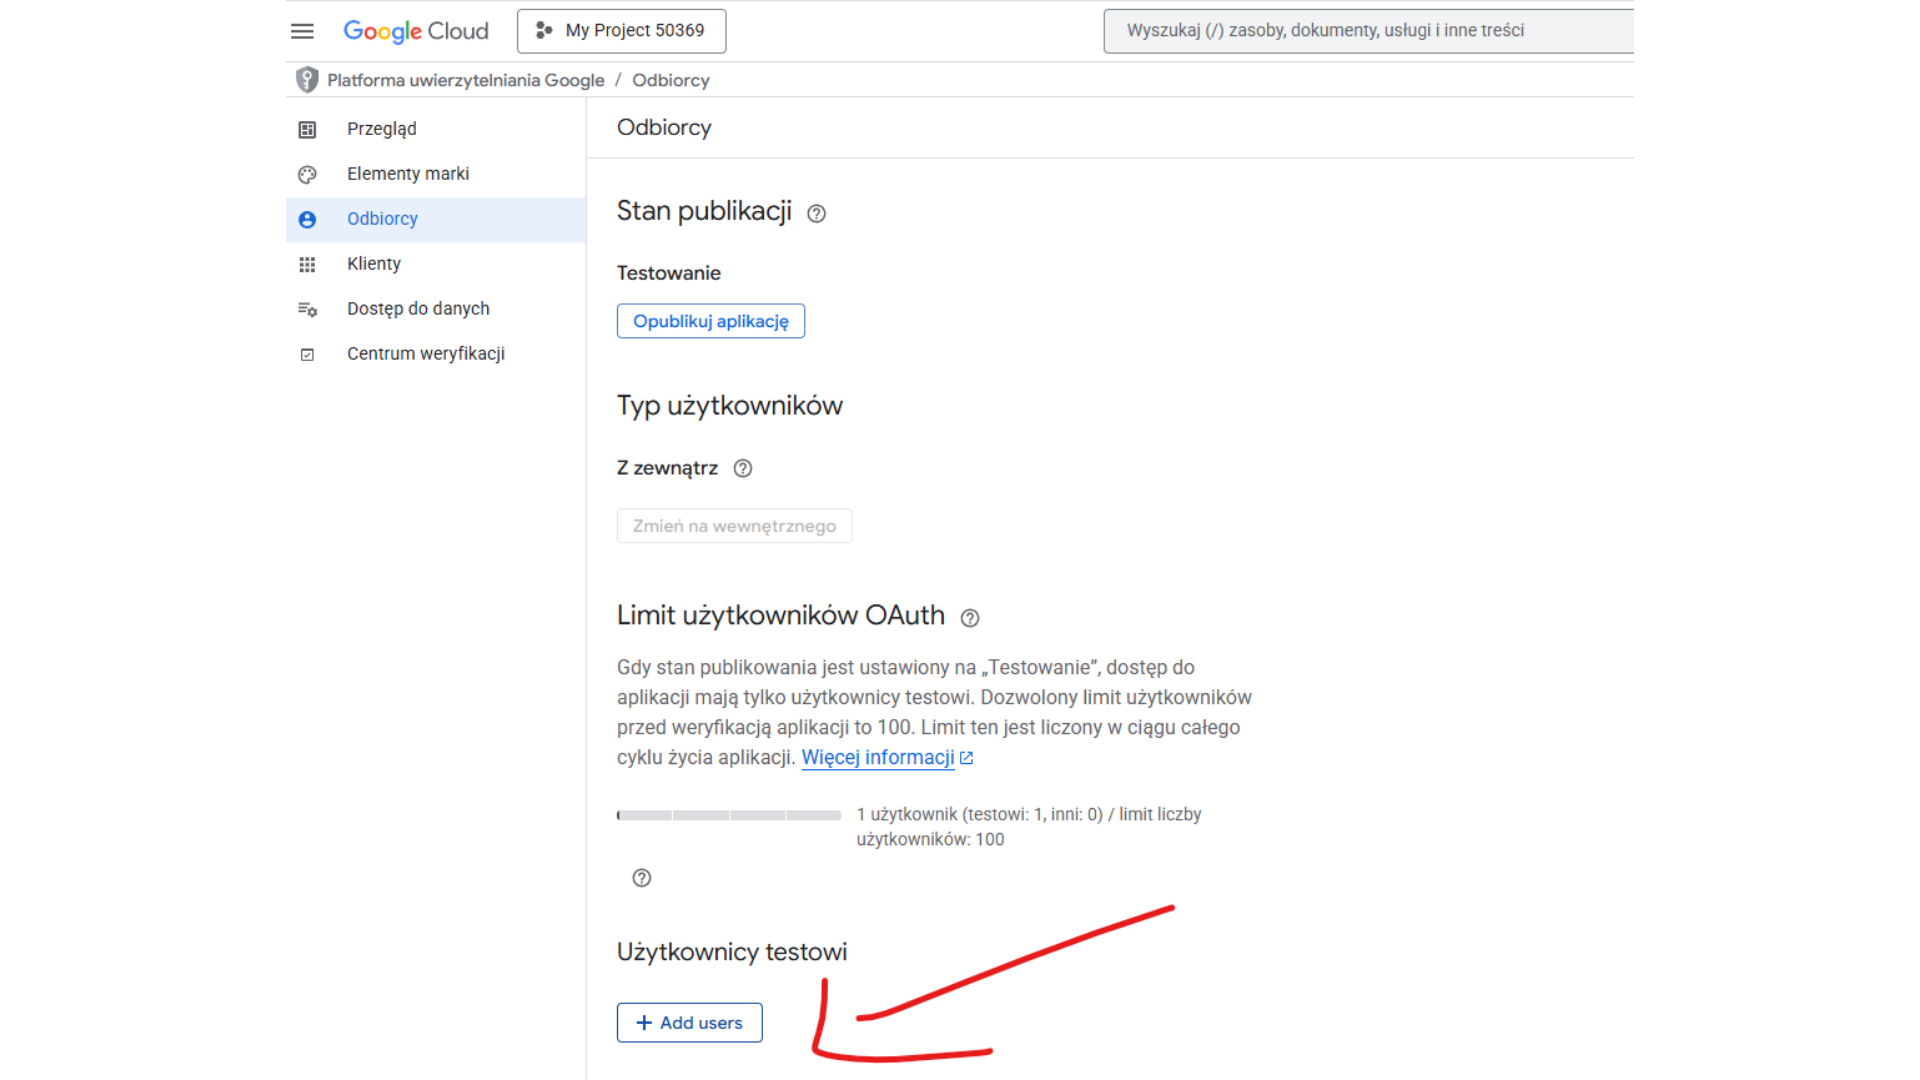 Google Cloud
My Project 50369
Wyszukaj (/) zasoby, dokumenty, usługi i inne treści
Platforma uwierzytelniania Google / Odbiorcy
Przegląd
Elementy marki
Odbiorcy
Klienty
Dostęp do danych
Centrum weryfikacji
Odbiorcy
Stan publikacji
Testowanie
Opublikuj aplikację
Typ użytkowników
Z zewnątrz
Zmień na wewnętrznego
Limit użytkowników OAuth
Gdy stan publikowania jest ustawiony na „Testowanie”, dostęp do
aplikacji mają tylko użytkownicy testowi. Dozwolony limit użytkowników
przed weryfikacją aplikacji to 100. Limit ten jest liczony w ciągu całego
cyklu życia aplikacji. Więcej informacji
1 użytkownik (testowi: 1, inni: 0) / limit liczby
użytkowników: 100
Użytkownicy testowi
+ Add users